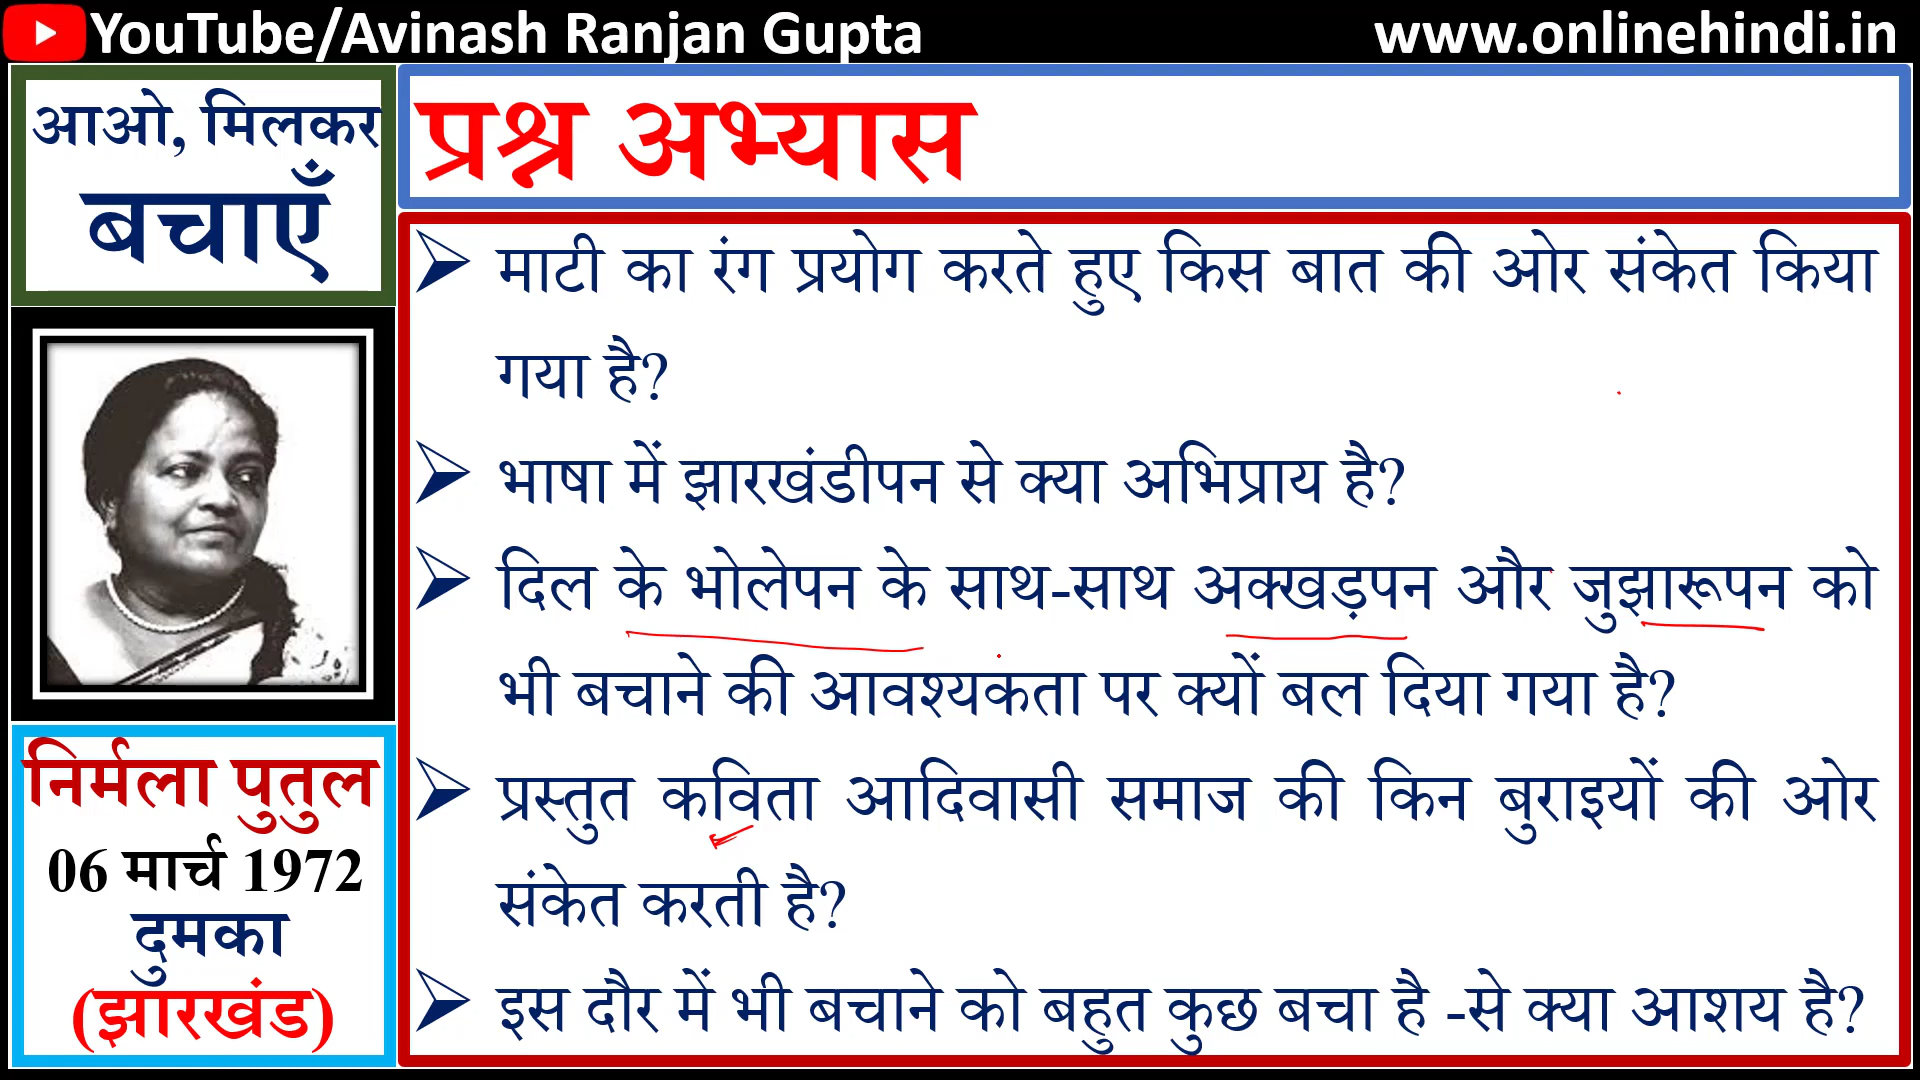 YouTube/Avinash Ranjan Gupta
www.onlinehindi.in
आओ, मिलकर
बचाएँ
प्रश्न अभ्यास
माटी का रंग प्रयोग करते हुए किस बात की ओर संकेत किया
गया है?
भाषा में झारखंडीपन से क्या अभिप्राय है?
दिल के भोलेपन के साथ-साथ अक्खड़पन और जुझारूपन को
भी बचाने की आवश्यकता पर क्यों बल दिया गया है?
प्रस्तुत कविता आदिवासी समाज की किन बुराइयों की ओर
संकेत करती है?
इस दौर में भी बचाने को बहुत कुछ बचा है -से क्या आशय है?
निर्मला पुतुल
06 मार्च 1972
दुमका
(झारखंड)